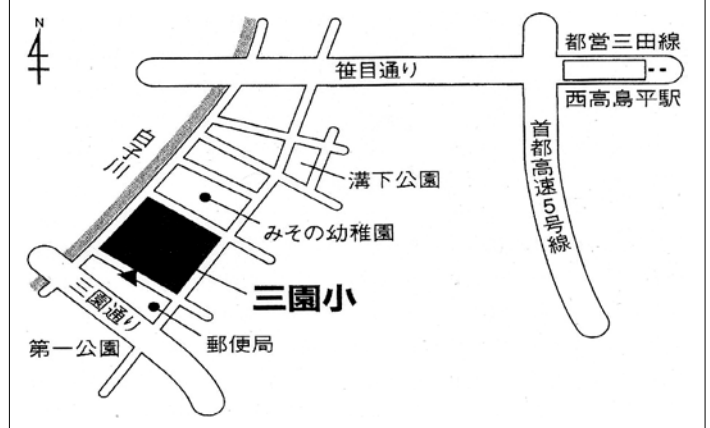 N
都営三田線
笹目通り
西高島平駅
白子川
首都高速5号線
溝下公園
みその幼稚園
三園小
三園通り
郵便局
第一公園